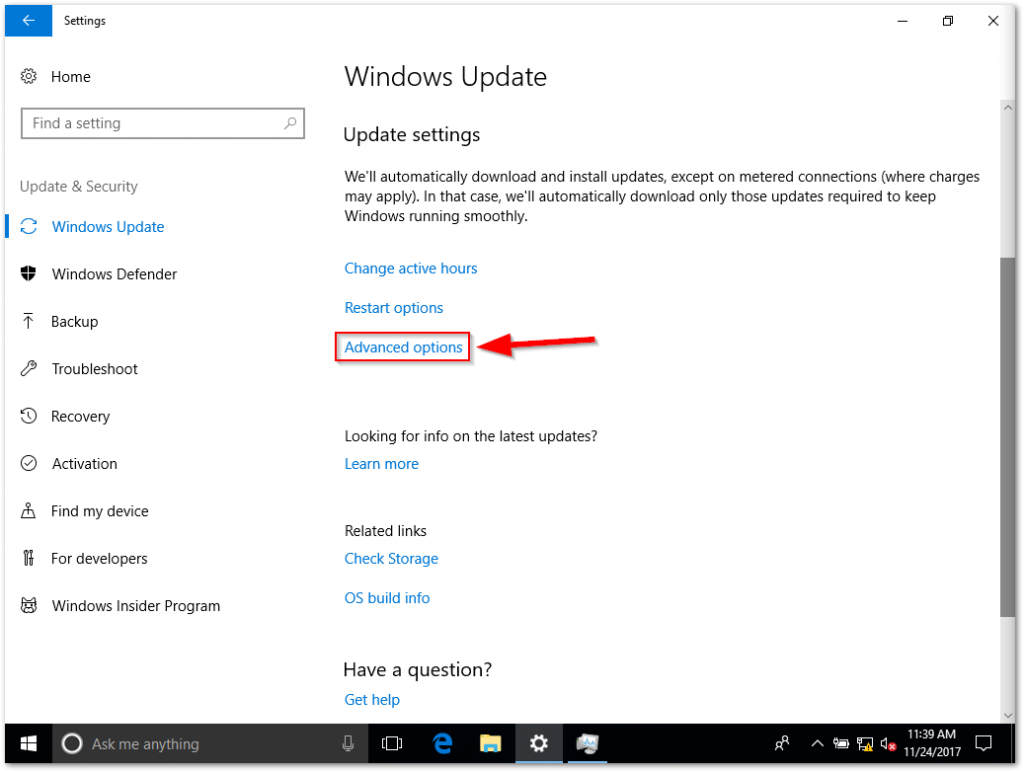 Settings
Home
Find a setting
Update & Security
Windows Update
Windows Defender
Backup
Troubleshoot
Recovery
Activation
Find my device
For developers
Windows Insider Program
Windows Update
Update settings
We'll automatically download and install updates, except on metered connections (where charges
may apply). In that case, we'll automatically download only those updates required to keep
Windows running smoothly.
Change active hours
Restart options
Advanced options
Looking for info on the latest updates?
Learn more
Related links
Check Storage
OS build info
Have a question?
Get help
Ask me anything
11:39 AM
11/24/2017